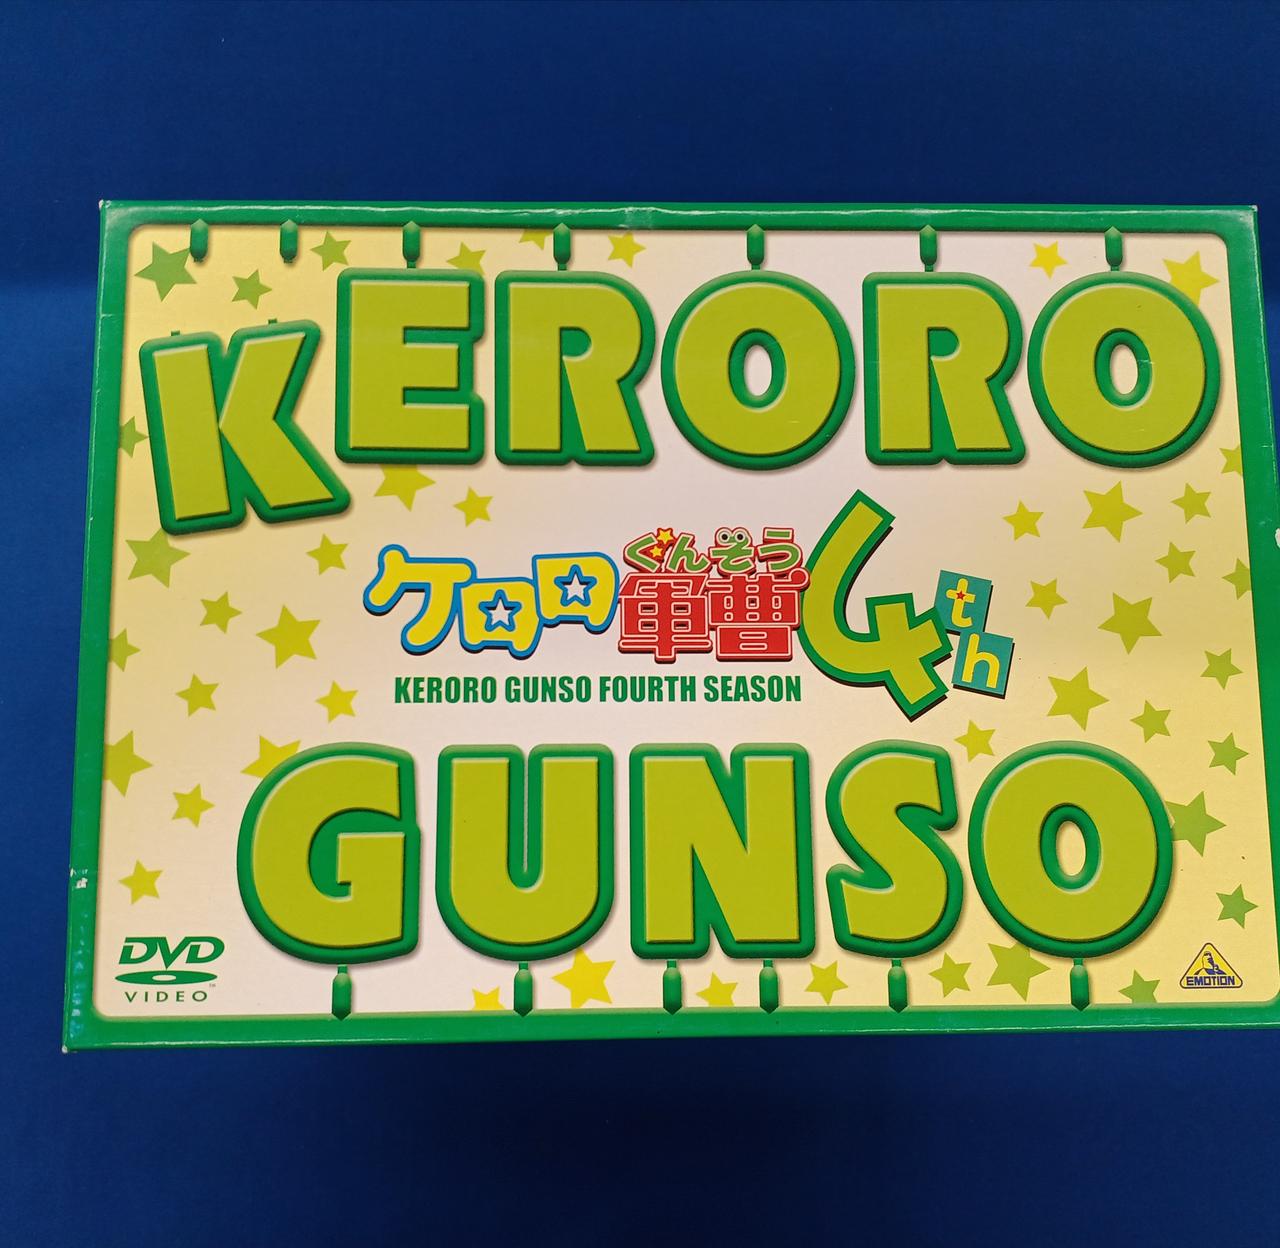 KERORO
ぐんそう
ケロロ軍曹4th
KERORO GUNSO FOURTH SEASON
GUNSO
DVD
VIDEO
TM
EMOTION